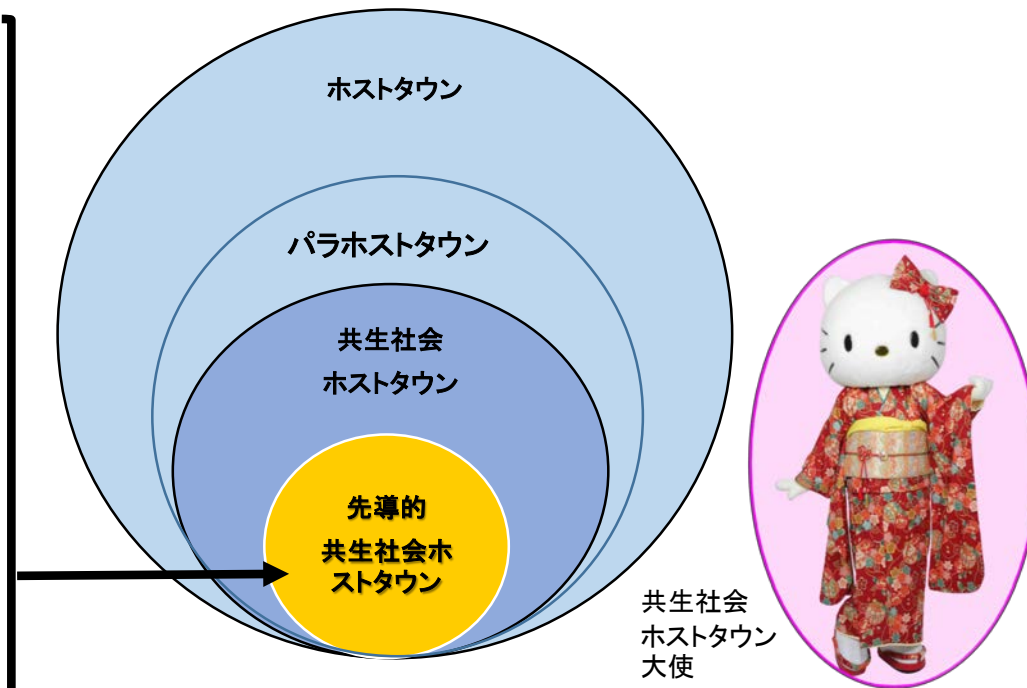 ホストタウン
パラホストタウン
共生社会
ホストタウン
先導的
共生社会ホ
ストタウン
共生社会
ホストタウン
大使